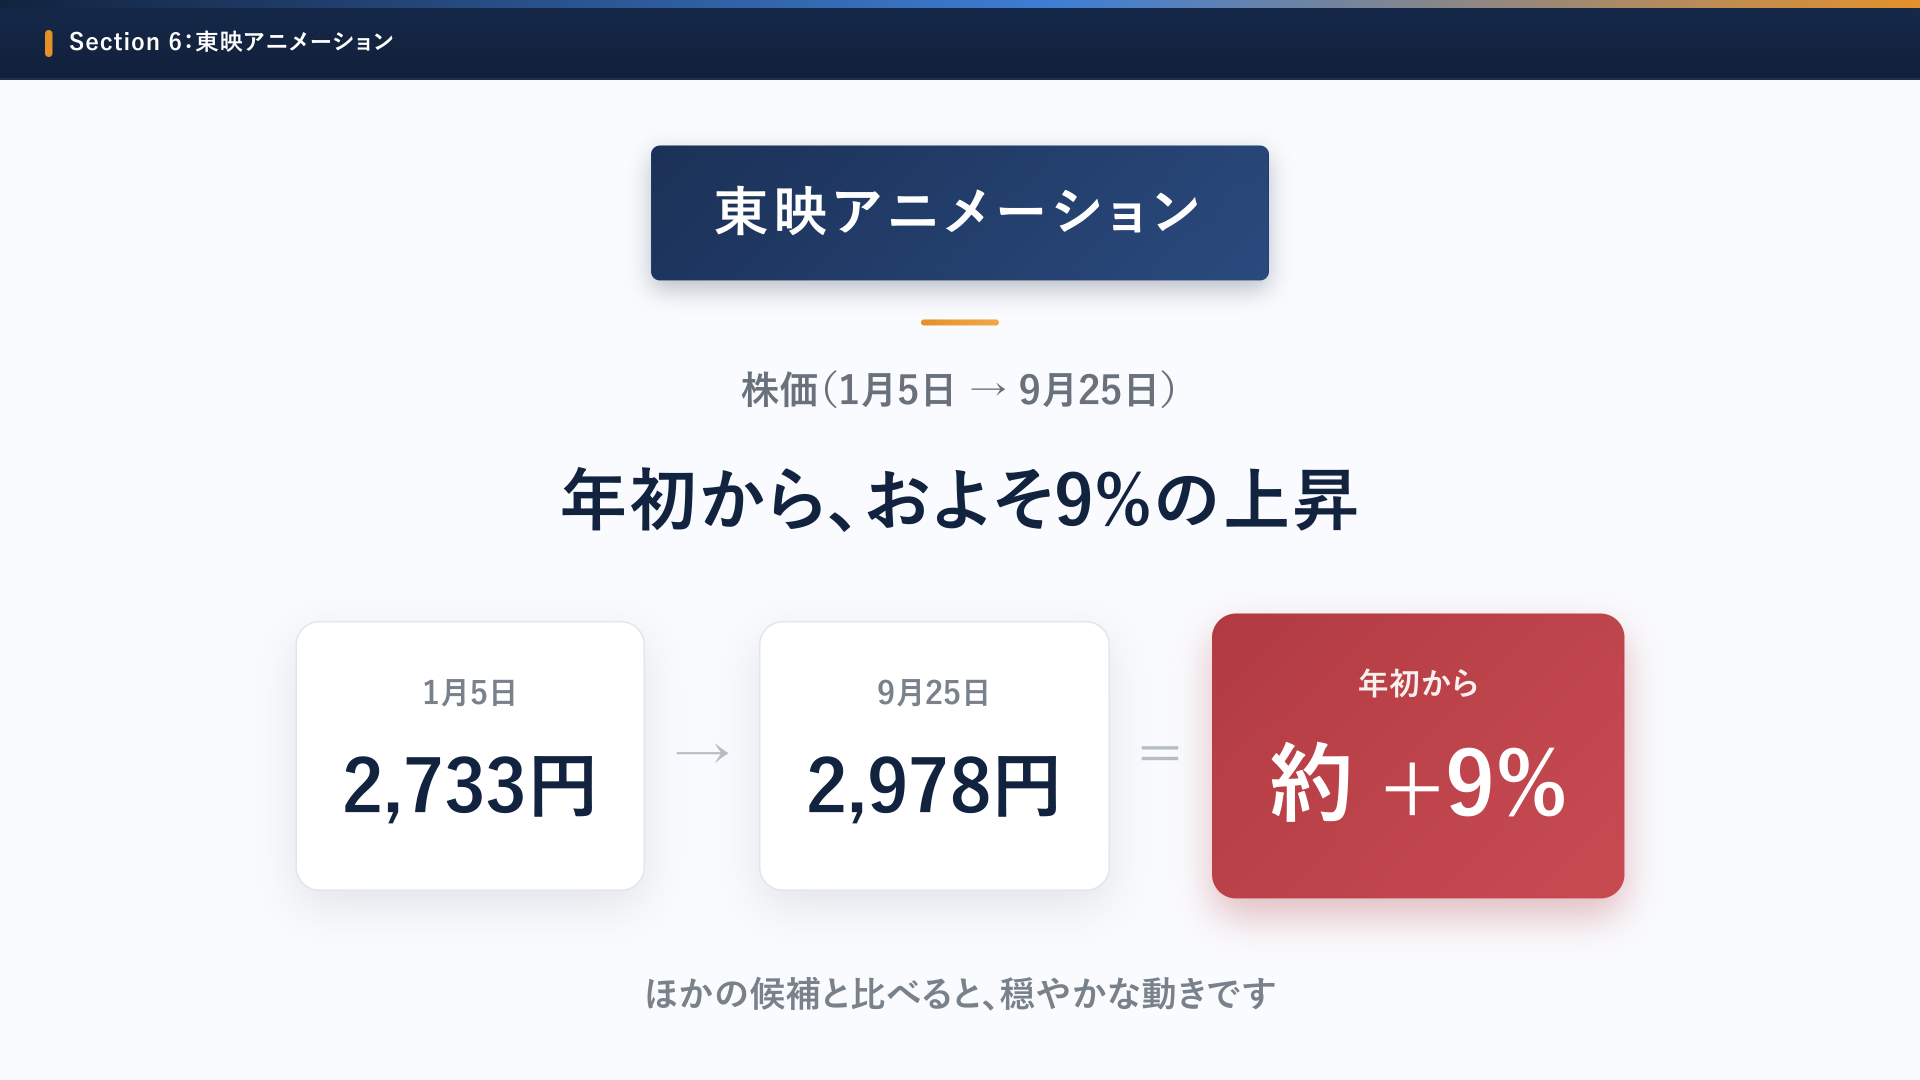 Section 6：東映アニメーション
東映アニメーション
株価（1月5日 → 9月25日）
年初から、およそ9%の上昇
1月5日
2,733円
→
9月25日
2,978円
＝
年初から
約 +9%
ほかの候補と比べると、穏やかな動きです